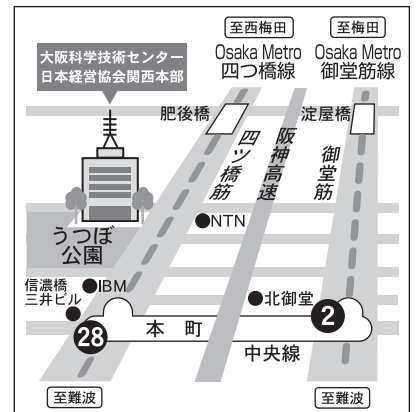 至西梅田
至梅田
Osaka Metro
四つ橋線
Osaka Metro
御堂筋線
大阪科学技術センター
日本経営協会関西本部
肥後橋
淀屋橋
四ツ橋筋
阪神高速
御堂筋
NTN
うつぼ
公園
信濃橋
三井ビル
IBM
北御堂
2
28
本町
中央線
至難波
至難波